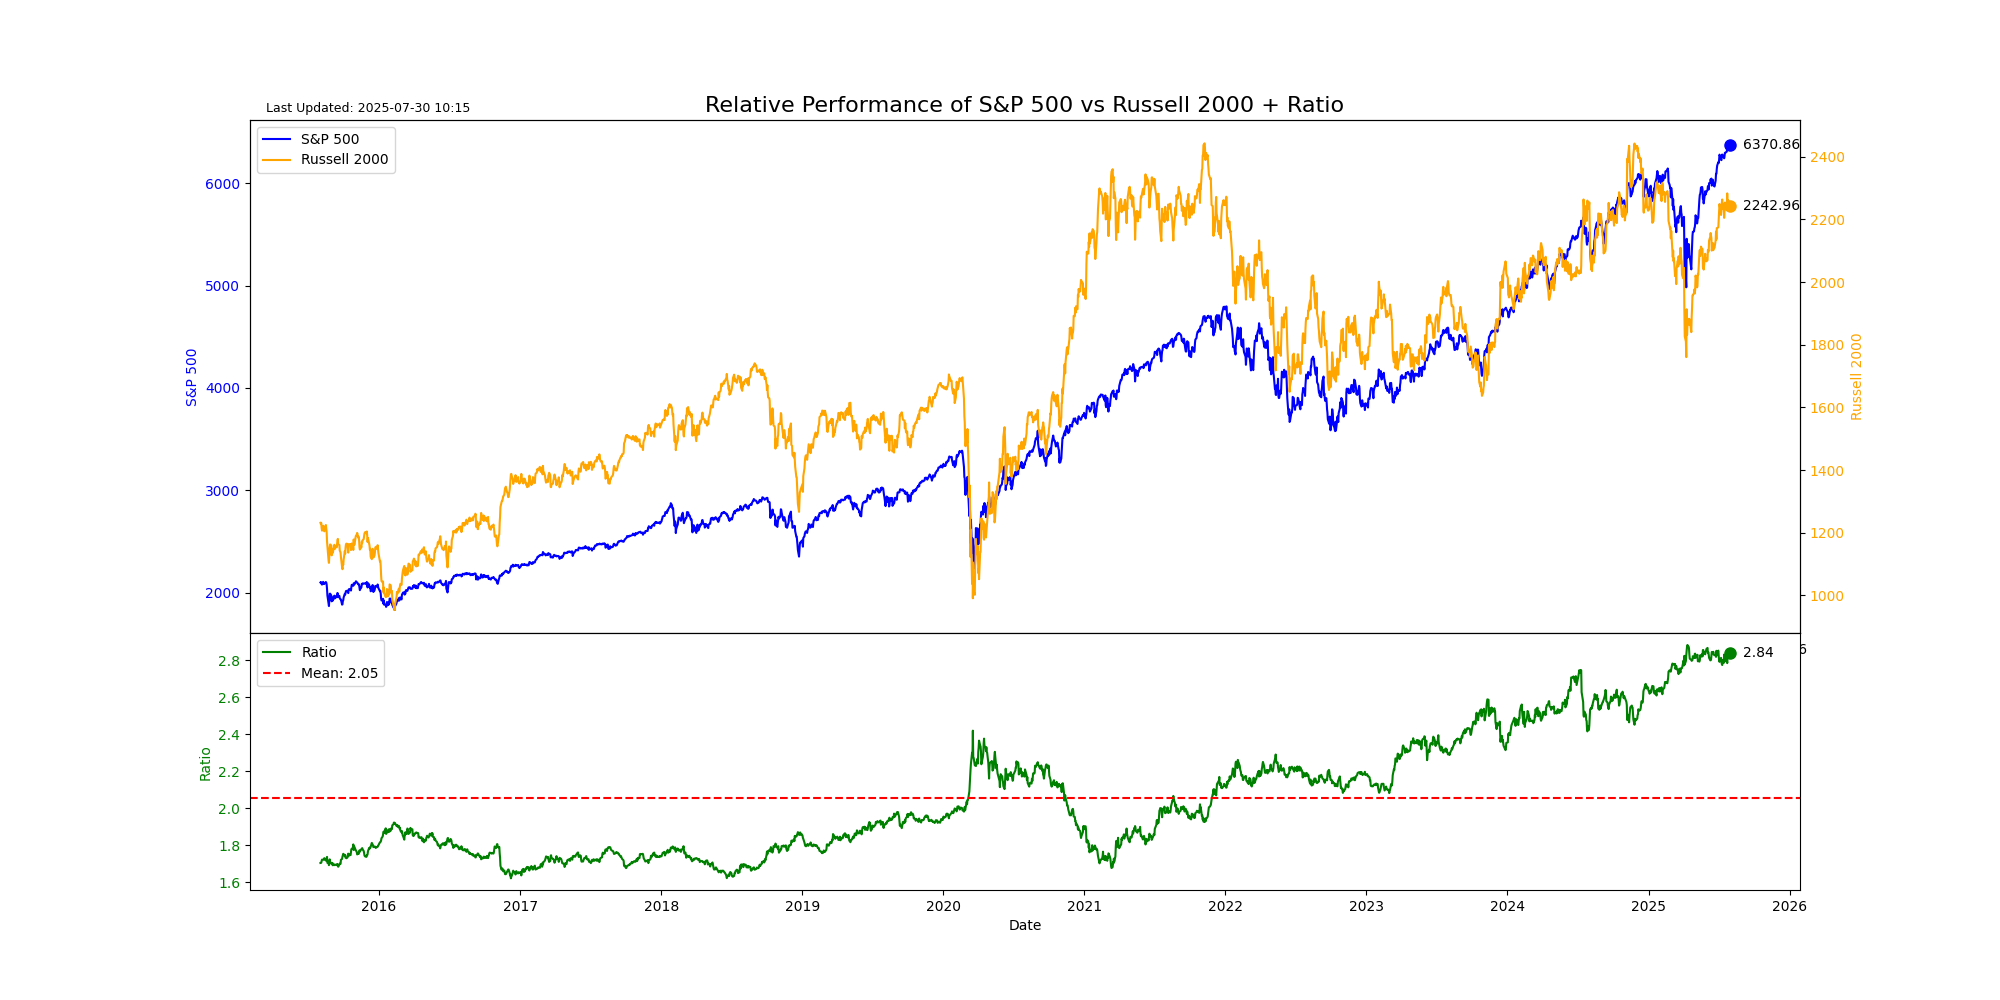 Last Updated: 2025-07-30 10:15
Relative Performance of S&P 500 vs Russell 2000 + Ratio
S&P 500
Russell 2000
6370.86
2242.96
6000
5000
4000
3000
2000
S&P 500
2400
2200
2000
1800
1600
1400
1200
1000
Russell 2000
Ratio
Mean: 2.05
2.84
6
2.8
2.6
2.4
2.2
2.0
1.8
1.6
Ratio
2016 2017 2018 2019 2020 2021 2022 2023 2024 2025 2026
Date